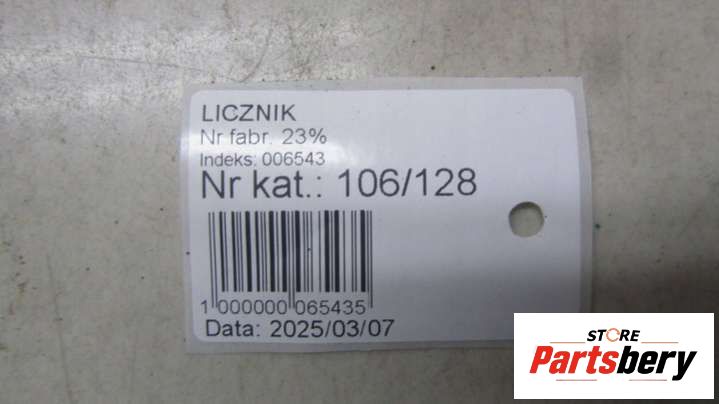 LICZNIK
Nr fabr. 23%
Indeks: 006543
Nr kat.: 106/128
1 000000 065435
Data: 2025/03/07
STORE
Partsbery